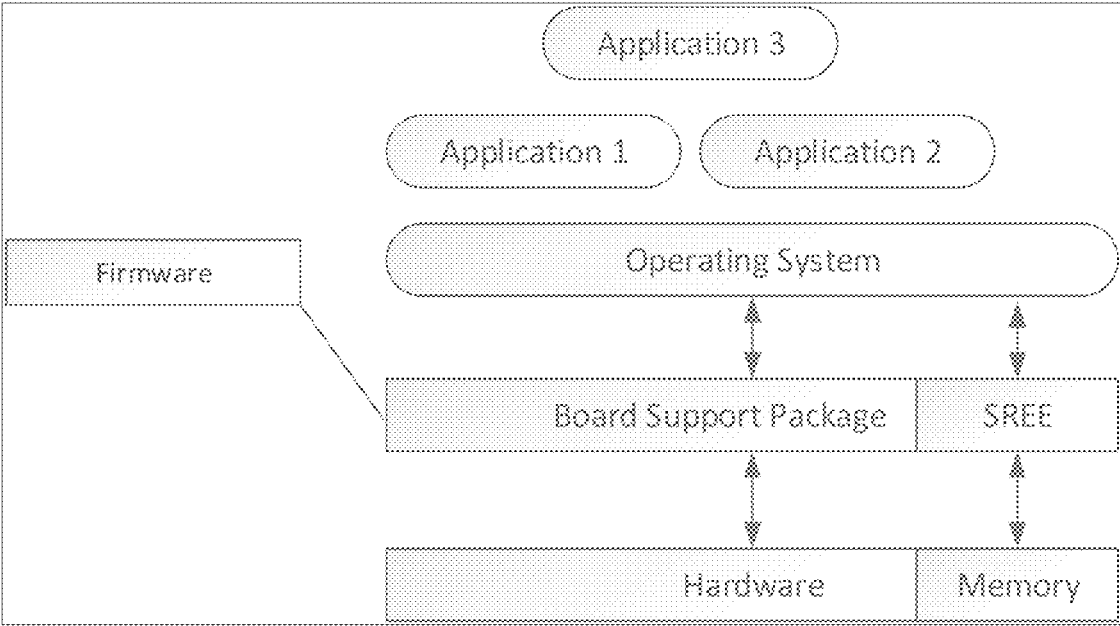 Application 3
Application 1
Application 2
Operating System
Firmware
Board Support Package
SREE
Hardware
Memory